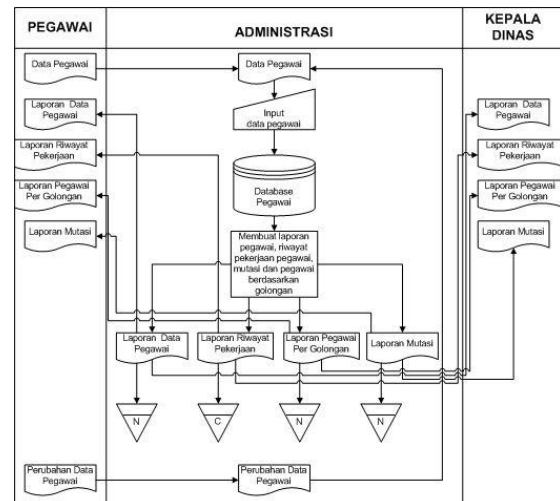 PEGAWAI
ADMINISTRASI
KEPALA
DINAS
Data Pegawai
Data Pegawai
Laporan Data
Pegawai
Input
data pegawai
Laporan Data
Pegawai
Laporan Riwayat
Pekerjaan
Laporan Riwayat
Pekerjaan
Database
Pegawai
Laporan Pegawai
Per Golongan
Laporan Pegawai
Per Golongan
Laporan Mutasi
Membuat laporan
pegawai, riwayat
pekerjaan pegawai,
mutasi dan pegawai
berdasarkan
golongan
Laporan Mutasi
Laporan Data
Pegawai
Laporan Riwayat
Pekerjaan
Laporan Pegawai
Per Golongan
Laporan Mutasi
N
C
N
N
Perubahan Data
Pegawai
Perubahan Data
Pegawai